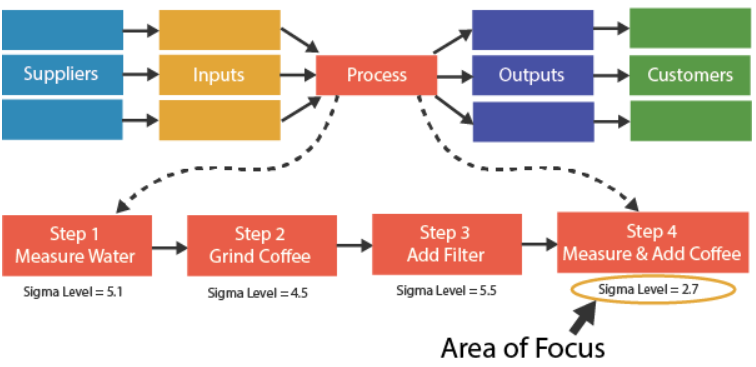 Suppliers
Inputs
Process
Outputs
Customers
Step 1
Measure Water
Step 2
Grind Coffee
Step 3
Add Filter
Step 4
Measure & Add Coffee
Sigma Level = 5.1
Sigma Level = 4.5
Sigma Level = 5.5
Sigma Level = 2.7
Area of Focus